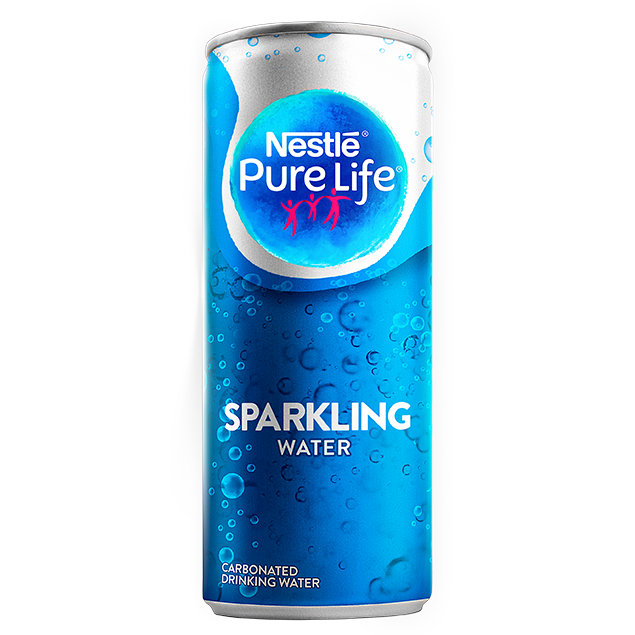 Nestlé®
Pure Life®
SPARKLING
WATER
CARBONATED
DRINKING WATER